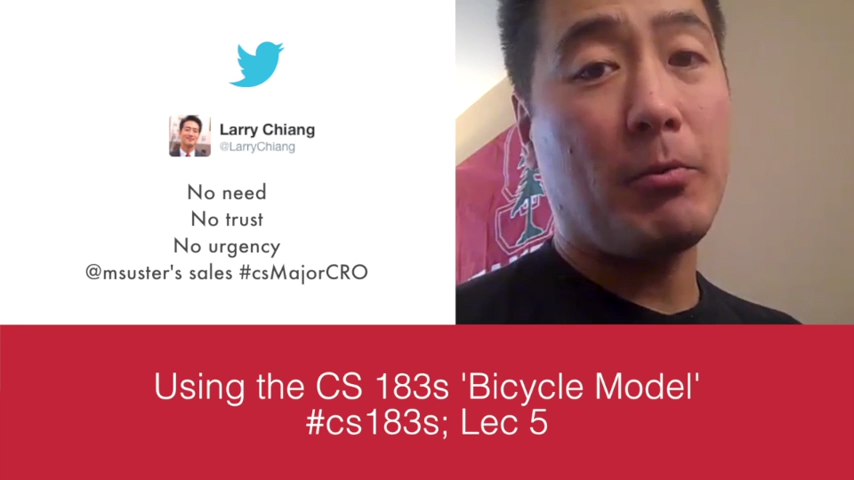 Larry Chiang
@LarryChiang
No need
No trust
No urgency
@msuster's sales #csMajorCRO
Using the CS 183s 'Bicycle Model'
#cs183s; Lec 5